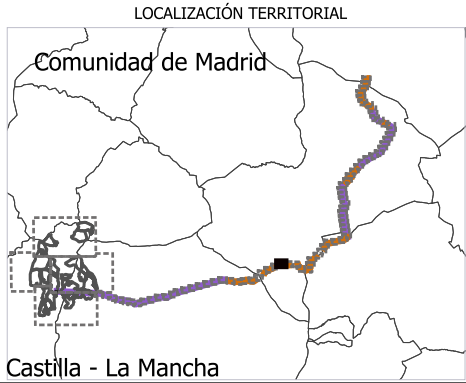 LOCALIZACIÓN TERRITORIAL
Comunidad de Madrid
Castilla - La Mancha